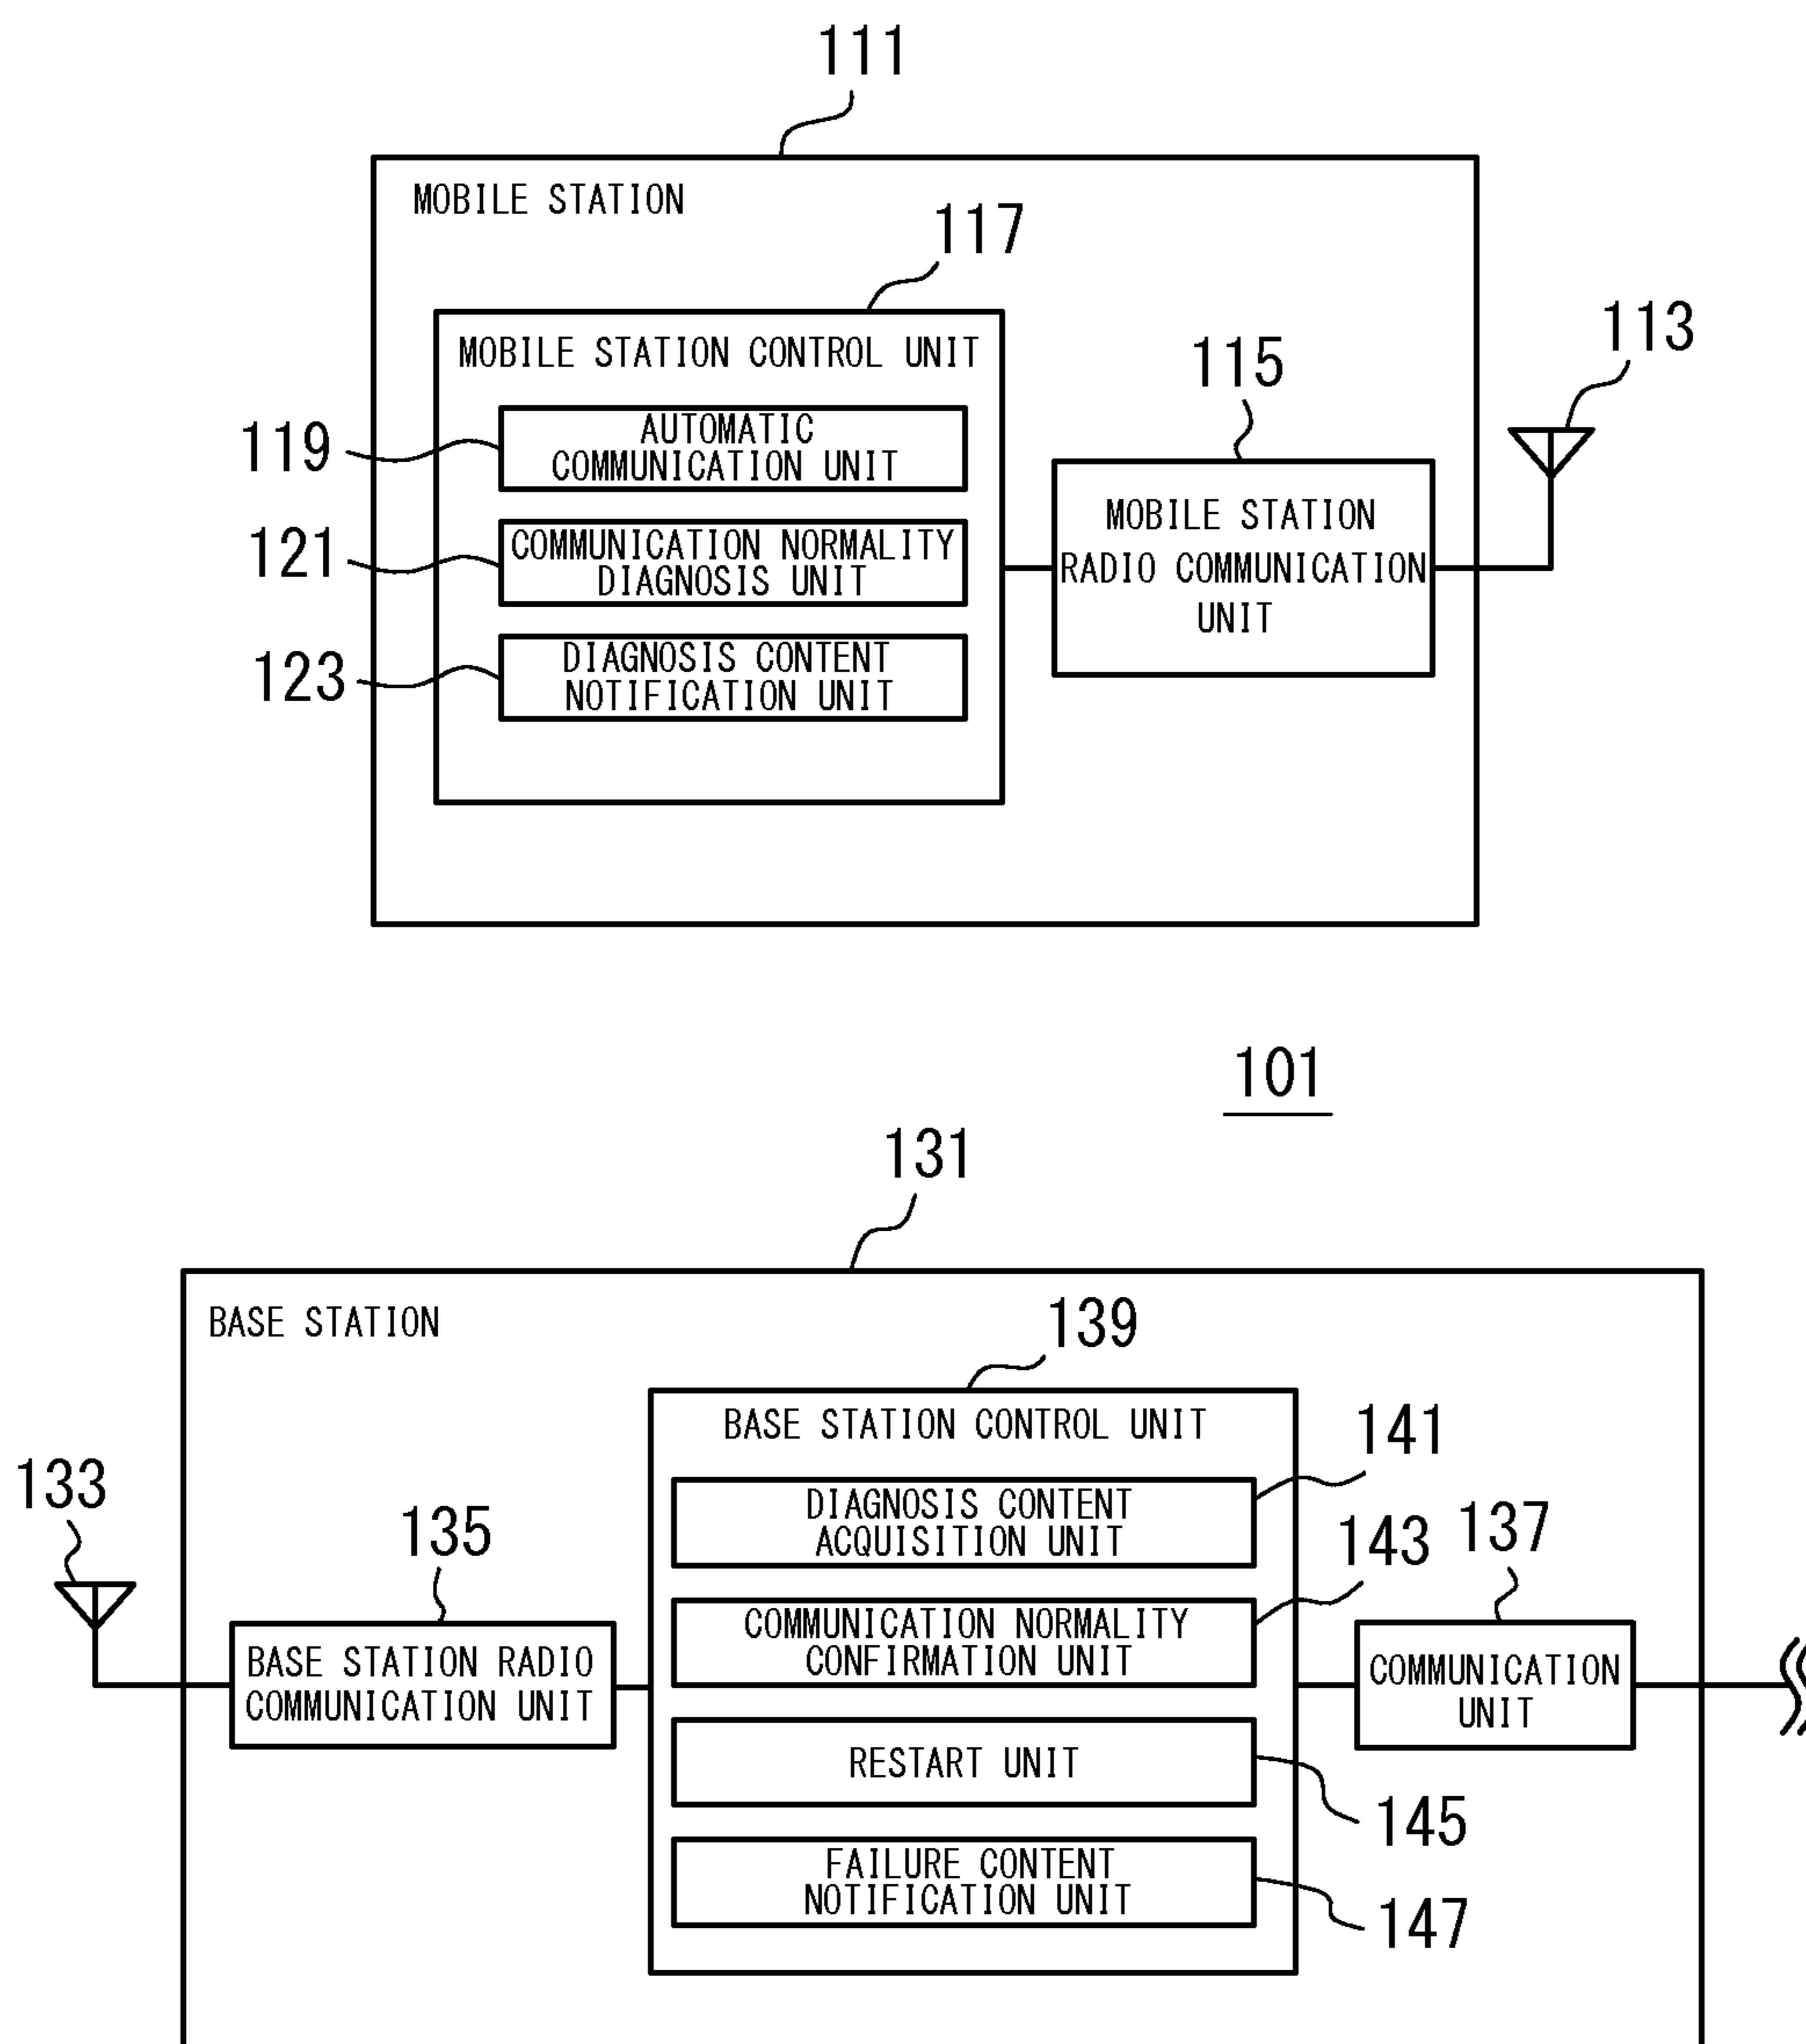 111
MOBILE STATION
117
MOBILE STATION CONTROL UNIT
113
115
119
AUTOMATIC
COMMUNICATION UNIT
121
COMMUNICATION NORMALITY
DIAGNOSIS UNIT
MOBILE STATION
RADIO COMMUNICATION
UNIT
123
DIAGNOSIS CONTENT
NOTIFICATION UNIT
101
131
BASE STATION
139
BASE STATION CONTROL UNIT
141
133
135
DIAGNOSIS CONTENT
ACQUISITION UNIT
143
137
BASE STATION RADIO
COMMUNICATION UNIT
COMMUNICATION NORMALITY
CONFIRMATION UNIT
COMMUNICATION
UNIT
RESTART UNIT
145
FAILURE CONTENT
NOTIFICATION UNIT
147